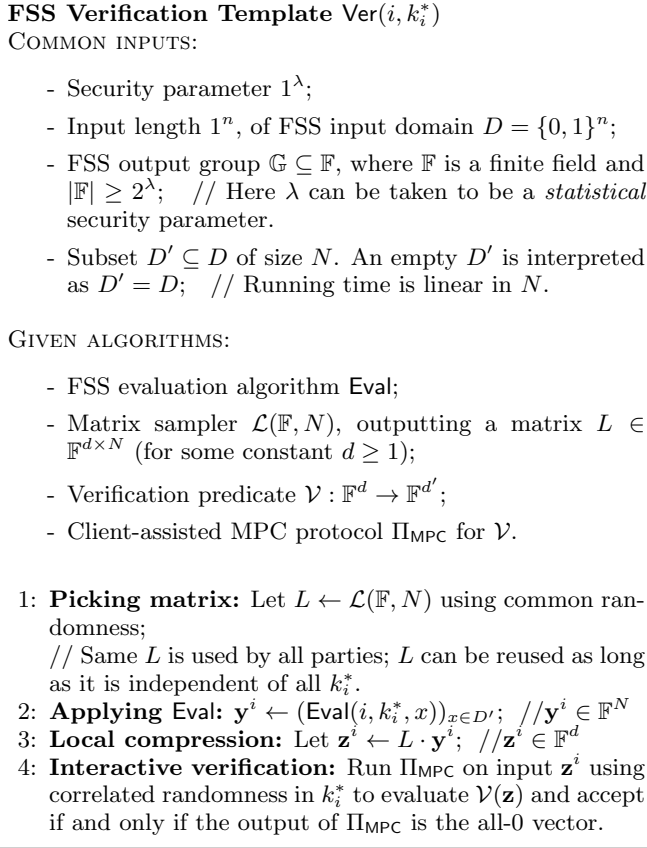 FSS Verification Template Ver(i, k_i^*)
COMMON INPUTS:
- Security parameter 1^λ;
- Input length 1^n, of FSS input domain D = {0, 1}^n;
- FSS output group 𝔾 ⊆ 𝔽, where 𝔽 is a finite field and
|𝔽| ≥ 2^λ; // Here λ can be taken to be a statistical
security parameter.
- Subset D′ ⊆ D of size N. An empty D′ is interpreted
as D′ = D; // Running time is linear in N.
GIVEN ALGORITHMS:
- FSS evaluation algorithm Eval;
- Matrix sampler ℒ(𝔽, N), outputting a matrix L ∈
𝔽^{d×N} (for some constant d ≥ 1);
- Verification predicate 𝒱 : 𝔽^d → 𝔽^{d′};
- Client-assisted MPC protocol Π_MPC for 𝒱.
1: Picking matrix: Let L ← ℒ(𝔽, N) using common ran-
domness;
// Same L is used by all parties; L can be reused as long
as it is independent of all k_i^*.
2: Applying Eval: y^i ← (Eval(i, k_i^*, x))_{x∈D′}; //y^i ∈ 𝔽^N
3: Local compression: Let z^i ← L · y^i; //z^i ∈ 𝔽^d
4: Interactive verification: Run Π_MPC on input z^i using
correlated randomness in k_i^* to evaluate 𝒱(z) and accept
if and only if the output of Π_MPC is the all-0 vector.